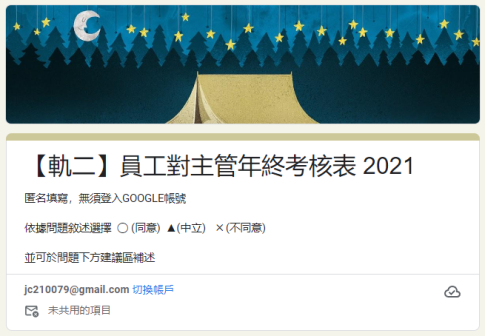 【軌二】員工對主管年終考核表 2021
匿名填寫，無須登入GOOGLE帳號
依據問題敘述選擇 〇 (同意) ▲(中立) ×(不同意)
並可於問題下方建議區補述
jc210079@gmail.com 切換帳戶
未共用的項目